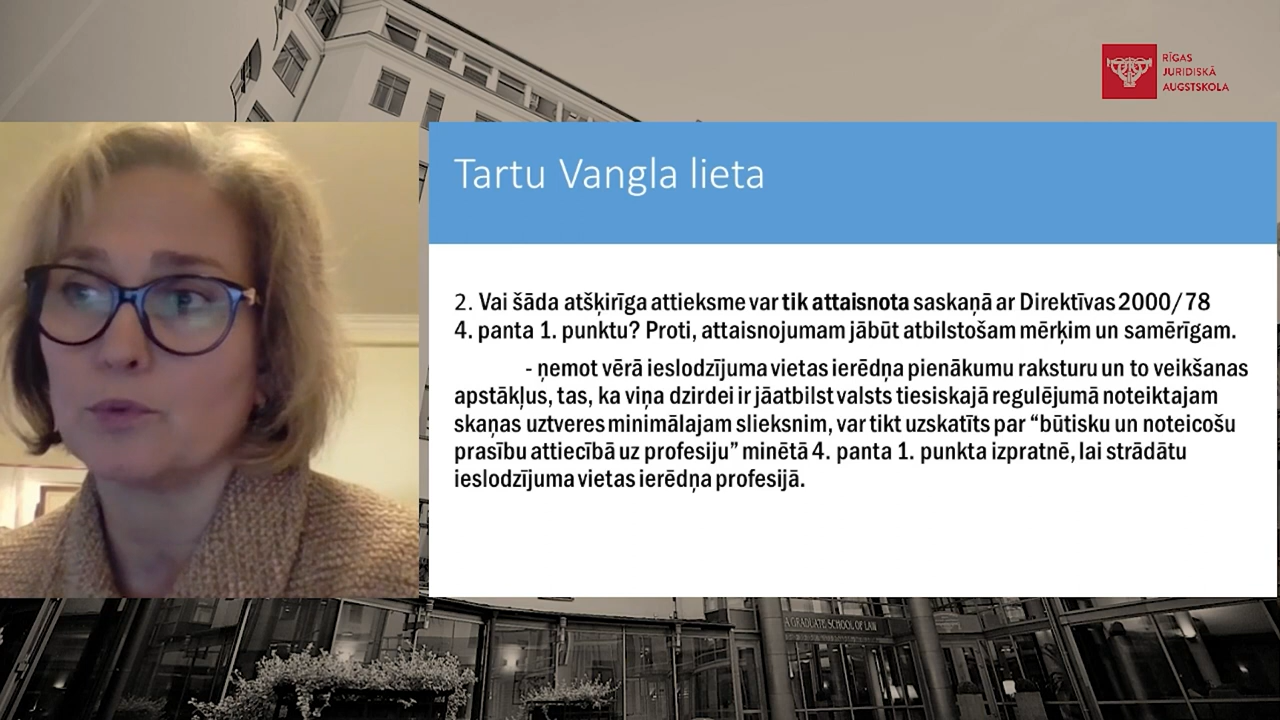 RĪGAS
JURIDISKĀ
AUGSTSKOLA
Tartu Vangla lieta
2. Vai šāda atšķirīga attieksme var tik attaisnota saskaņā ar Direktīvas 2000/78
4. panta 1. punktu? Proti, attaisnojumam jābūt atbilstošam mērķim un samērīgam.
- ņemot vērā ieslodzījuma vietas ierēdņa pienākumu raksturu un to veikšanas
apstākļus, tas, ka viņa dzirdei ir jāatbilst valsts tiesiskajā regulējumā noteiktajam
skaņas uztveres minimālajam slieksnim, var tikt uzskatīts par “būtisku un noteicošu
prasību attiecībā uz profesiju” minētā 4. panta 1. punkta izpratnē, lai strādātu
ieslodzījuma vietas ierēdņa profesijā.
A GRADUATE SCHOOL OF LAW